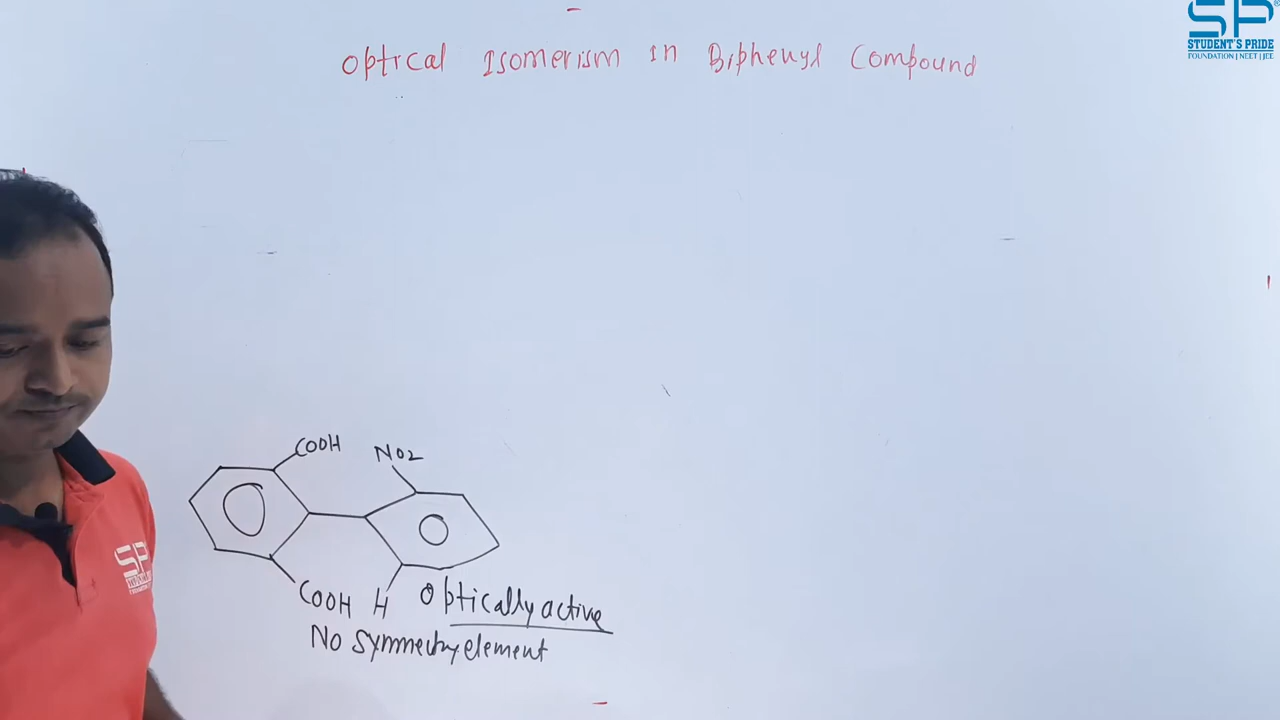 SP
STUDENT'S PRIDE
FOUNDATION | NEET | JEE
Optical Isomerism in Biphenyl Compound
COOH NO2
COOH H Optically active
No symmetry element
SP